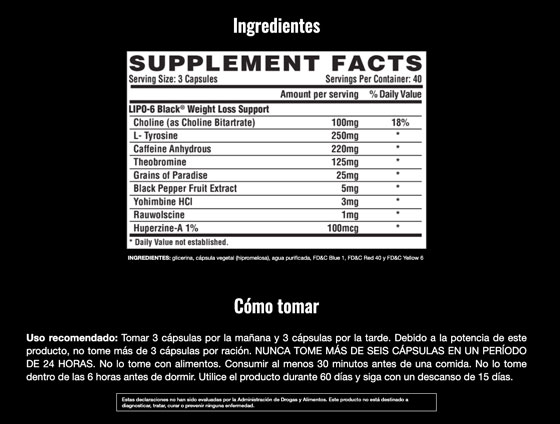 Ingredientes
SUPPLEMENT FACTS
Serving Size: 3 Capsules Servings Per Container: 40
Amount per serving % Daily Value
LIPO-6 Black® Weight Loss Support
Choline (as Choline Bitartrate) 100mg 18%
L- Tyrosine 250mg *
Caffeine Anhydrous 220mg *
Theobromine 125mg *
Grains of Paradise 25mg *
Black Pepper Fruit Extract 5mg *
Yohimbine HCl 3mg *
Rauwolscine 1mg *
Huperzine-A 1% 100mcg *
* Daily Value not established.
INGREDIENTES: glicerina, cápsula vegetal (hipromelosa), agua purificada, FD&C Blue 1, FD&C Red 40 y FD&C Yellow 6
Cómo tomar
Uso recomendado: Tomar 3 cápsulas por la mañana y 3 cápsulas por la tarde. Debido a la potencia de este
producto, no tome más de 3 cápsulas por ración. NUNCA TOME MÁS DE SEIS CÁPSULAS EN UN PERÍODO
DE 24 HORAS. No lo tome con alimentos. Consumir al menos 30 minutos antes de una comida. No lo tome
dentro de las 6 horas antes de dormir. Utilice el producto durante 60 días y siga con un descanso de 15 días.
Estas declaraciones no han sido evaluadas por la Administración de Drogas y Alimentos. Este producto no está destinado a
diagnosticar, tratar, curar o prevenir ninguna enfermedad.